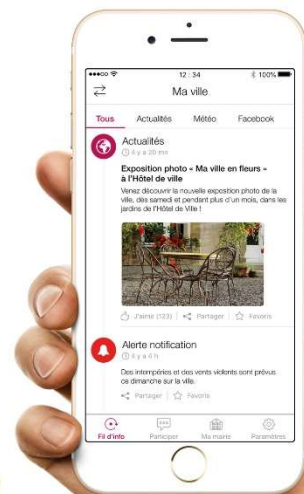 12:34
100%
Ma ville
Tous Actualités Météo Facebook
Actualités
il y a 20 mn
Exposition photo « Ma ville en fleurs »
à l'Hôtel de ville
Venez découvrir la nouvelle exposition photo de la
ville, dès samedi et pendant plus d'un mois, dans les
jardins de l'Hôtel de Ville !
J'aime (123) Partager Favoris
Alerte notification
il y a 6 h
Des intempéries et des vents violents sont prévus
ce dimanche sur la ville.
Partager Favoris
Fil d'info Participer Ma mairie Paramètres